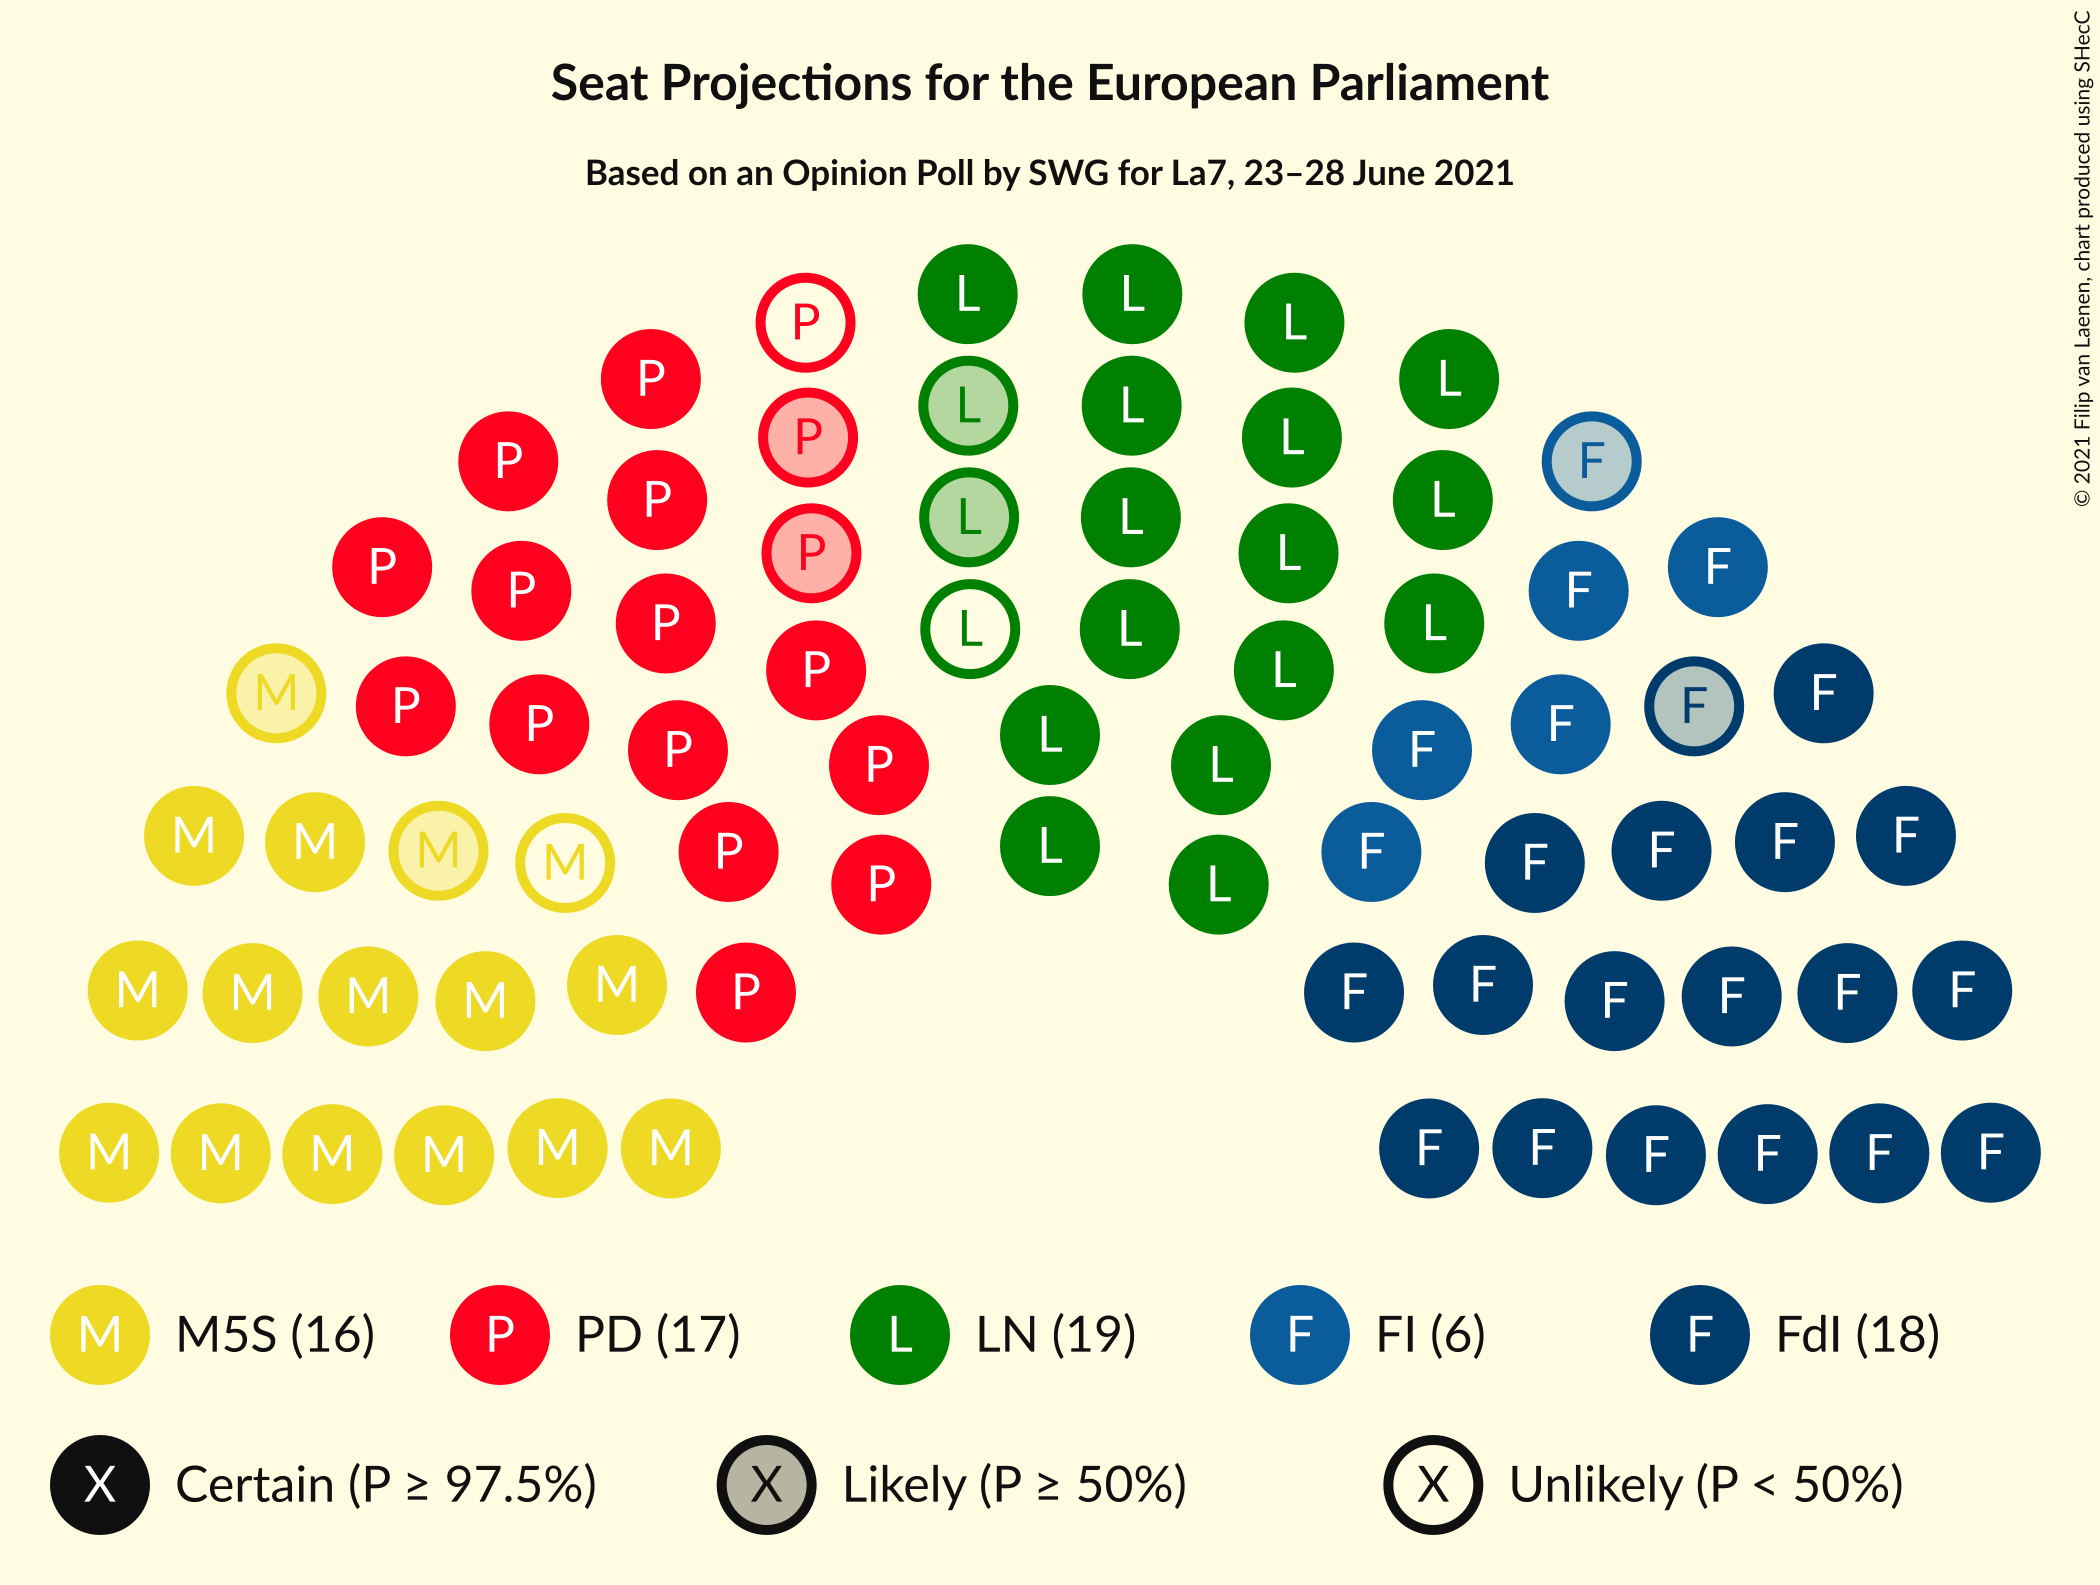 Seat Projections for the European Parliament
Based on an Opinion Poll by SWG for La7, 23–28 June 2021
© 2021 Filip van Laenen, chart produced using SHecC
L L
P L L
P P L L L
P L L
P P L L F
P L L
P L L
P P F F
P P L L
L L
M P L L F F
P P F F
L
P P F
P L L
M M M M P L F F F F F
P L
M M M M M P F F F F F F
M M M M M M F F F F F F
M M5S (16) P PD (17) L LN (19) F FI (6) F FdI (18)
X Certain (P ≥ 97.5%) X Likely (P ≥ 50%) X Unlikely (P < 50%)